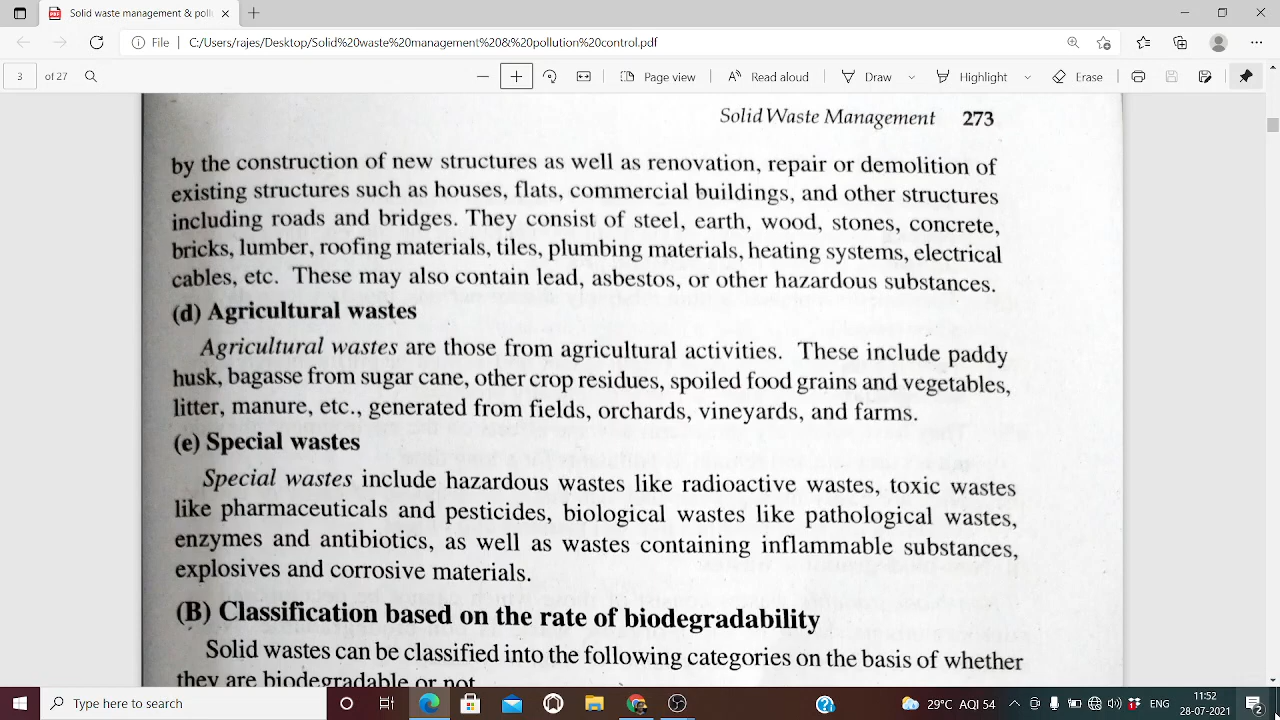 Solid waste management & poll
File | C:/Users/rajes/Desktop/Solid%20waste%20management%20&%20pollution%20control.pdf
3 of 27 Page view Read aloud Draw Highlight Erase
Solid Waste Management 273
by the construction of new structures as well as renovation, repair or demolition of
existing structures such as houses, flats, commercial buildings, and other structures
including roads and bridges. They consist of steel, earth, wood, stones, concrete,
bricks, lumber, roofing materials, tiles, plumbing materials, heating systems, electrical
cables, etc. These may also contain lead, asbestos, or other hazardous substances.
(d) Agricultural wastes
Agricultural wastes are those from agricultural activities. These include paddy
husk, bagasse from sugar cane, other crop residues, spoiled food grains and vegetables,
litter, manure, etc., generated from fields, orchards, vineyards, and farms.
(e) Special wastes
Special wastes include hazardous wastes like radioactive wastes, toxic wastes
like pharmaceuticals and pesticides, biological wastes like pathological wastes,
enzymes and antibiotics, as well as wastes containing inflammable substances,
explosives and corrosive materials.
(B) Classification based on the rate of biodegradability
Solid wastes can be classified into the following categories on the basis of whether
they are biodegradable or not
Type here to search
29°C AQI 54 ENG 11:52
28-07-2021 2